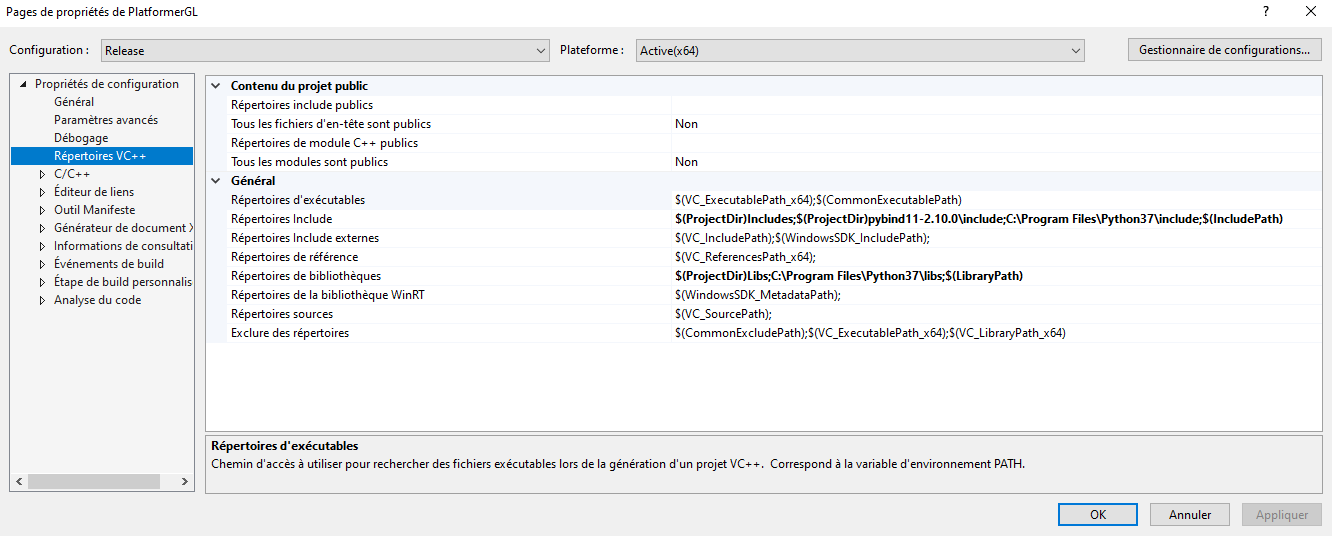 Pages de propriétés de PlatformerGL
?
Configuration : Release Plateforme : Active(x64) Gestionnaire de configurations...
Propriétés de configuration
Général
Paramètres avancés
Débogage
Répertoires VC++
C/C++
Éditeur de liens
Outil Manifeste
Générateur de document X
Informations de consultati
Événements de build
Étape de build personnalis
Analyse du code
Contenu du projet public
Répertoires include publics
Tous les fichiers d'en-tête sont publics Non
Répertoires de module C++ publics
Tous les modules sont publics Non
Général
Répertoires d'exécutables $(VC_ExecutablePath_x64);$(CommonExecutablePath)
Répertoires Include $(ProjectDir)Includes;$(ProjectDir)pybind11-2.10.0\include;C:\Program Files\Python37\include;$(IncludePath)
Répertoires Include externes $(VC_IncludePath);$(WindowsSDK_IncludePath);
Répertoires de référence $(VC_ReferencesPath_x64);
Répertoires de bibliothèques $(ProjectDir)Libs;C:\Program Files\Python37\libs;$(LibraryPath)
Répertoires de la bibliothèque WinRT $(WindowsSDK_MetadataPath);
Répertoires sources $(VC_SourcePath);
Exclure des répertoires $(CommonExcludePath);$(VC_ExecutablePath_x64);$(VC_LibraryPath_x64)
Répertoires d'exécutables
Chemin d'accès à utiliser pour rechercher des fichiers exécutables lors de la génération d'un projet VC++.  Correspond à la variable d'environnement PATH.
OK Annuler Appliquer